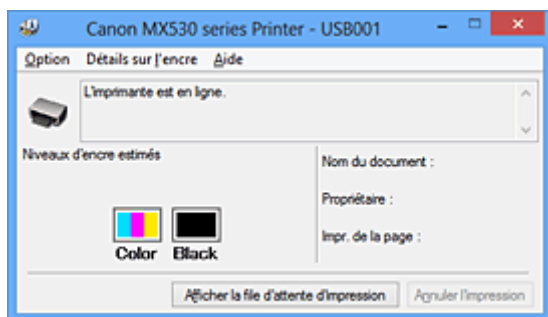 Canon MX530 series Printer - USB001
Option Détails sur l'encre Aide
L'imprimante est en ligne.
Niveaux d'encre estimés
Nom du document :
Propriétaire :
Impr. de la page :
Color Black
Afficher la file d'attente d'impression Annuler l'impression